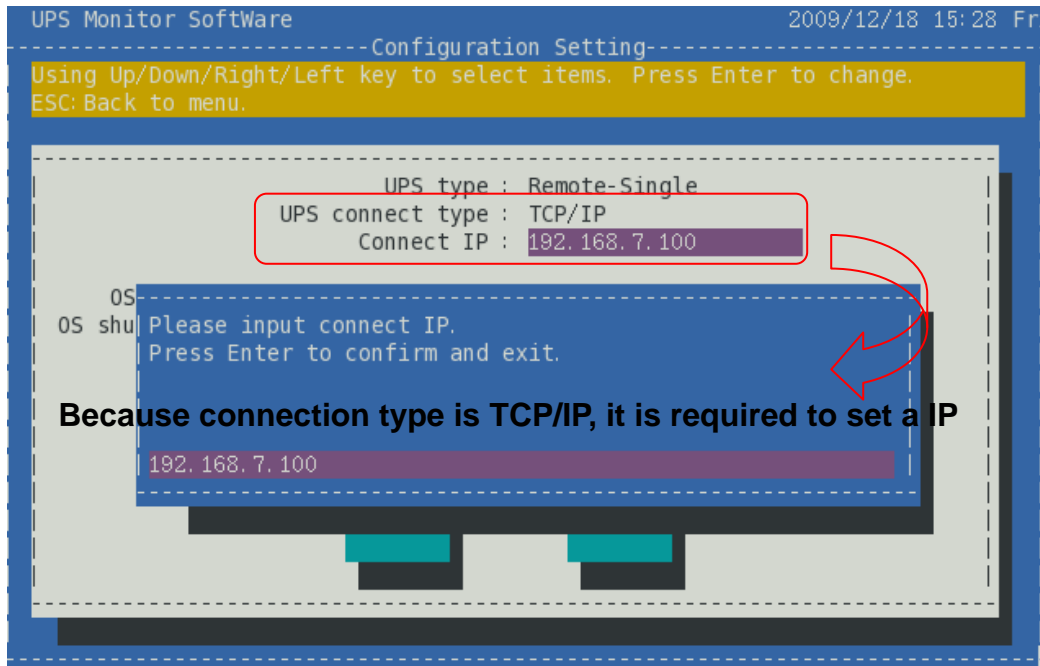 UPS Monitor SoftWare 2009/12/18 15:28 Fr
Configuration Setting
Using Up/Down/Right/Left key to select items. Press Enter to change.
ESC:Back to menu.
UPS type : Remote-Single
UPS connect type : TCP/IP
Connect IP : 192.168.7.100
OS
OS shu
Please input connect IP.
Press Enter to confirm and exit.
Because connection type is TCP/IP, it is required to set a IP
192.168.7.100